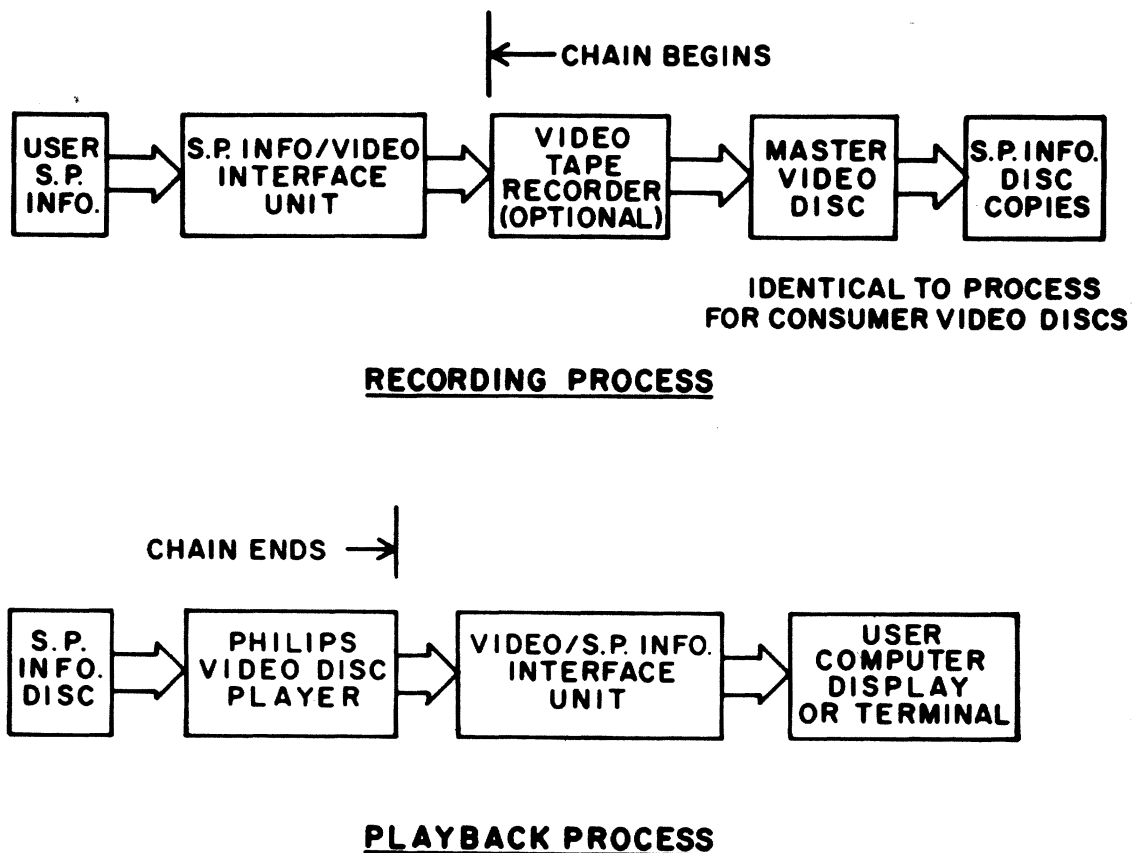 CHAIN BEGINS
USER
S.P.
INFO.
S.P. INFO/VIDEO
INTERFACE
UNIT
VIDEO
TAPE
RECORDER
(OPTIONAL)
MASTER
VIDEO
DISC
S.P. INFO.
DISC
COPIES
IDENTICAL TO PROCESS
FOR CONSUMER VIDEO DISCS
RECORDING PROCESS
CHAIN ENDS
S.P.
INFO.
DISC
PHILIPS
VIDEO DISC
PLAYER
VIDEO/S.P. INFO.
INTERFACE
UNIT
USER
COMPUTER
DISPLAY
OR TERMINAL
PLAYBACK PROCESS